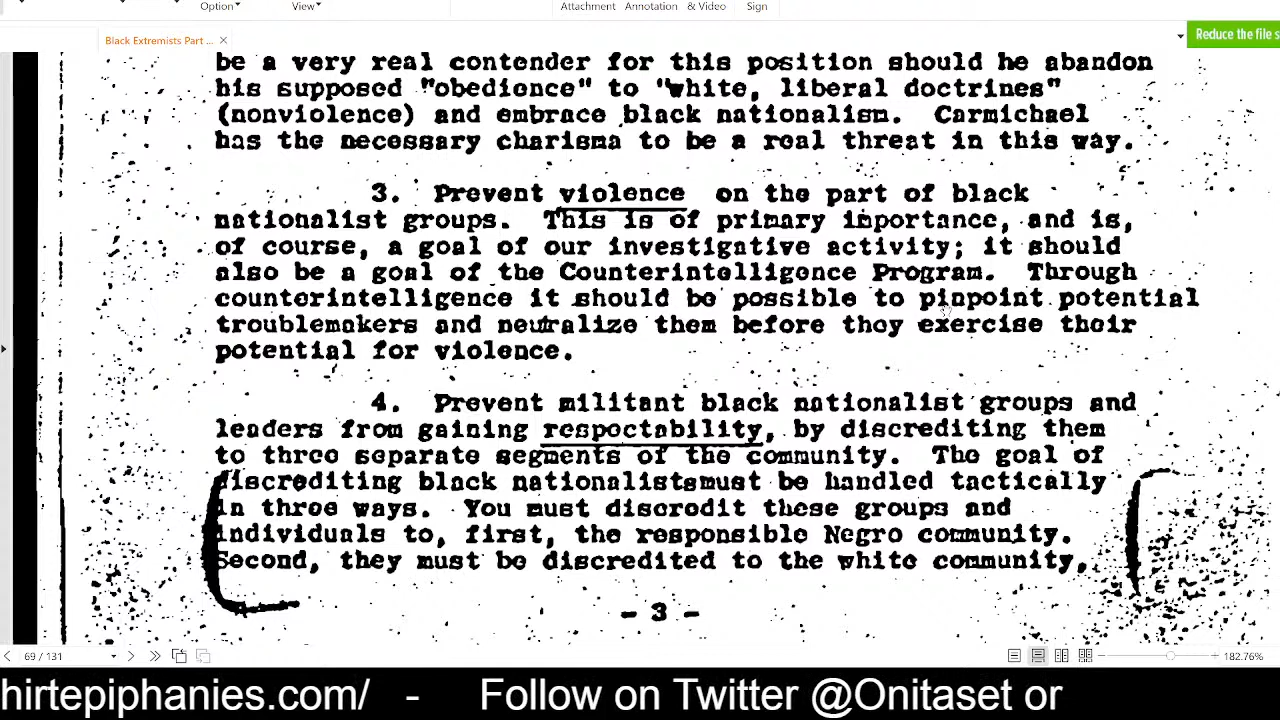 Option View Attachment Annotation & Video Sign
Black Extremists Part ...
Reduce the file s
be a very real contender for this position should he abandon
his supposed "obedience" to "white, liberal doctrines"
(nonviolence) and embrace black nationalism. Carmichael
has the necessary charisma to be a real threat in this way.
3. Prevent violence on the part of black
nationalist groups. This is of primary importance, and is,
of course, a goal of our investigative activity; it should
also be a goal of the Counterintelligence Program. Through
counterintelligence it should be possible to pinpoint potential
troublemakers and neutralize them before they exercise their
potential for violence.
4. Prevent militant black nationalist groups and
leaders from gaining respectability, by discrediting them
to three separate segments of the community. The goal of
discrediting black nationalists must be handled tactically
in three ways. You must discredit these groups and
individuals to, first, the responsible Negro community.
Second, they must be discredited to the white community,
- 3 -
69 / 131
182.76%
hirtepiphanies.com/ - Follow on Twitter @Onitaset or